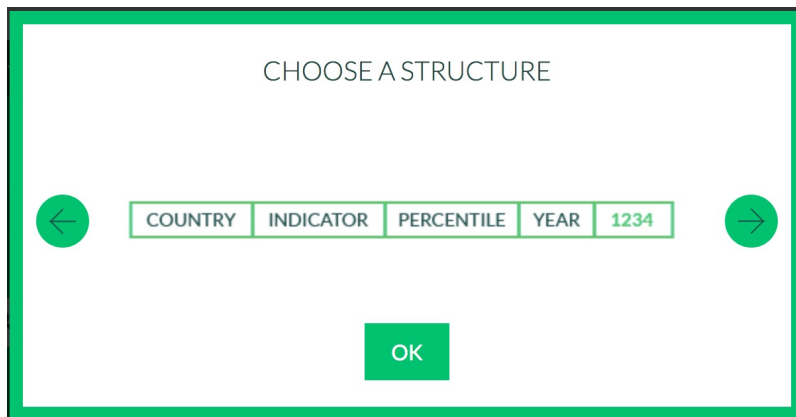 CHOOSE A STRUCTURE
COUNTRY INDICATOR PERCENTILE YEAR 1234
OK